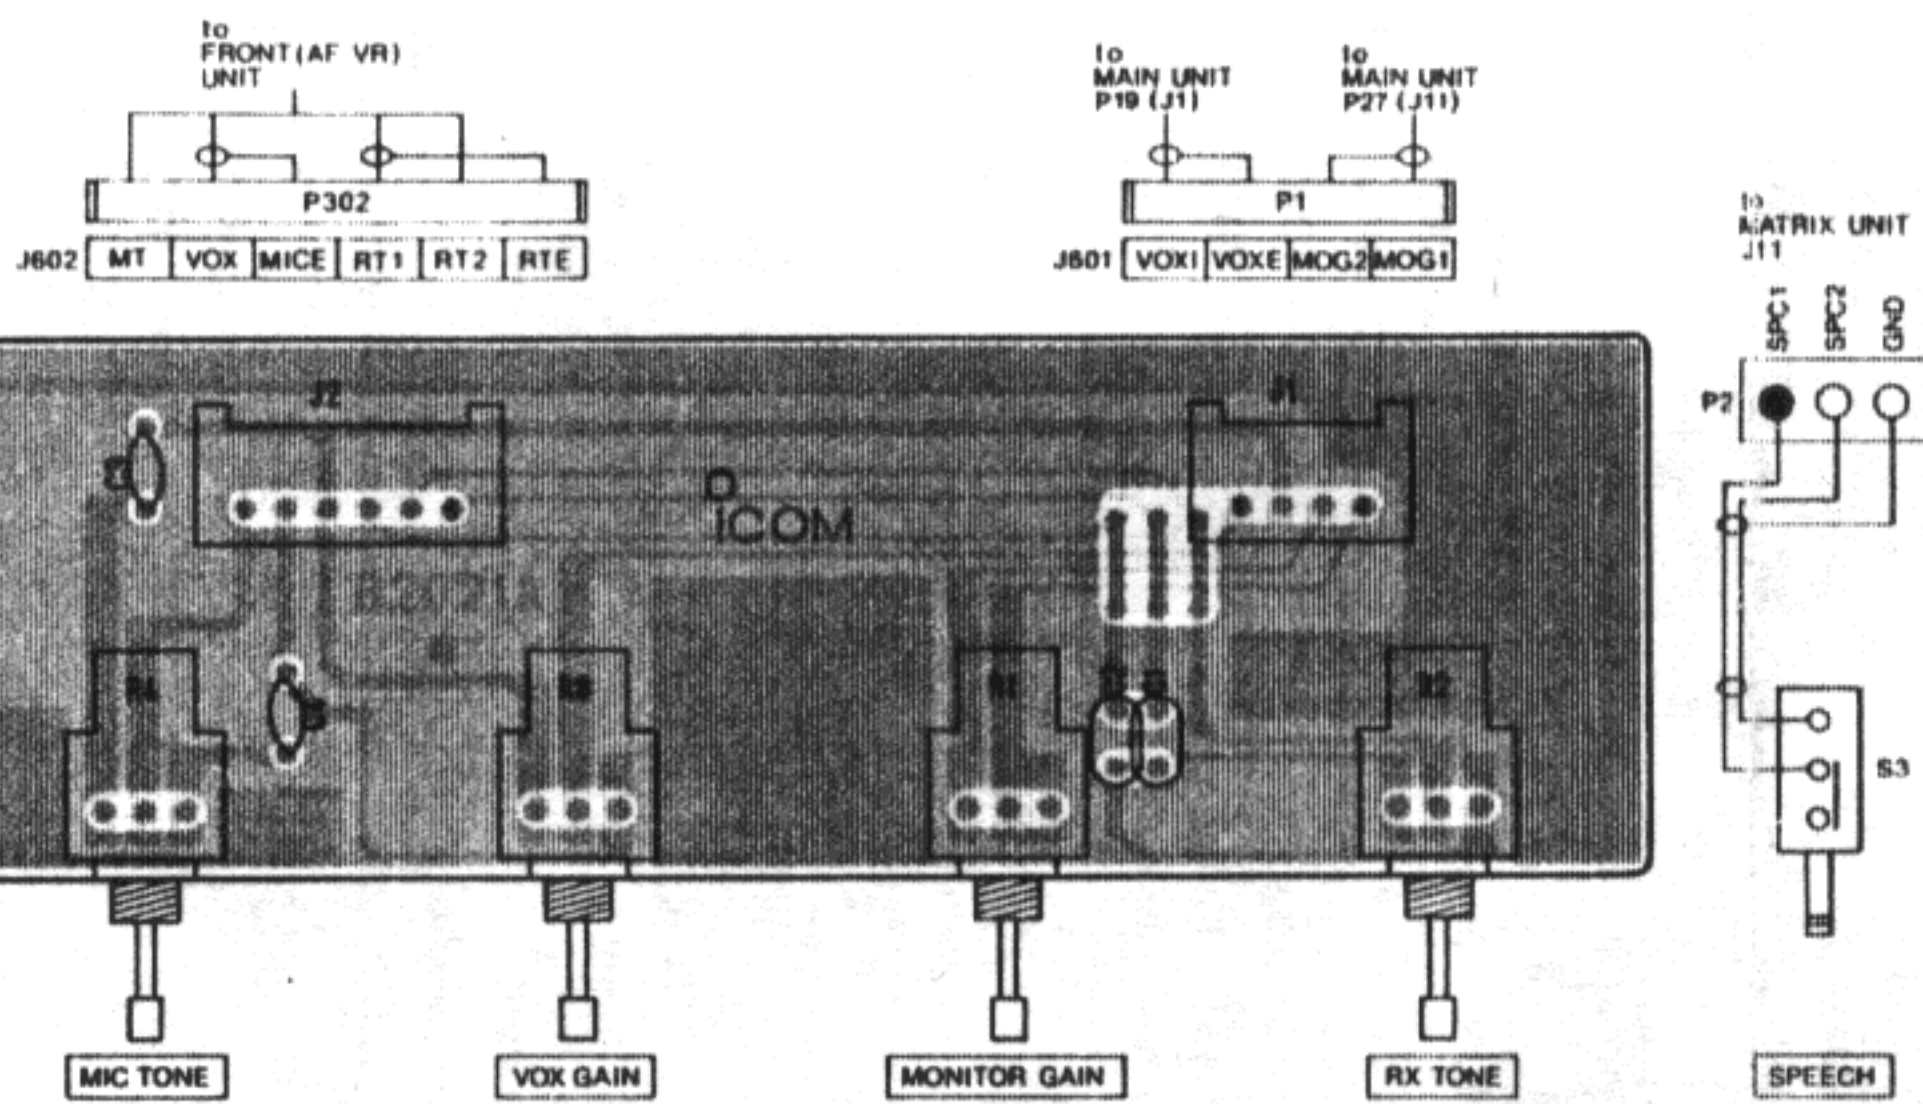 to
FRONT (AF VR)
UNIT
P302
J602 MT VOX MICE RT1 RT2 RTE
to
MAIN UNIT
P19 (J1)
to
MAIN UNIT
P27 (J11)
P1
J601 VOXI VOXE MOG2 MOG1
to
MATRIX UNIT
J11
SPC1
SPC2
GND
P2
S3
J2
J1
ICOM
R4
R2
MIC TONE
VOX GAIN
MONITOR GAIN
RX TONE
SPEECH